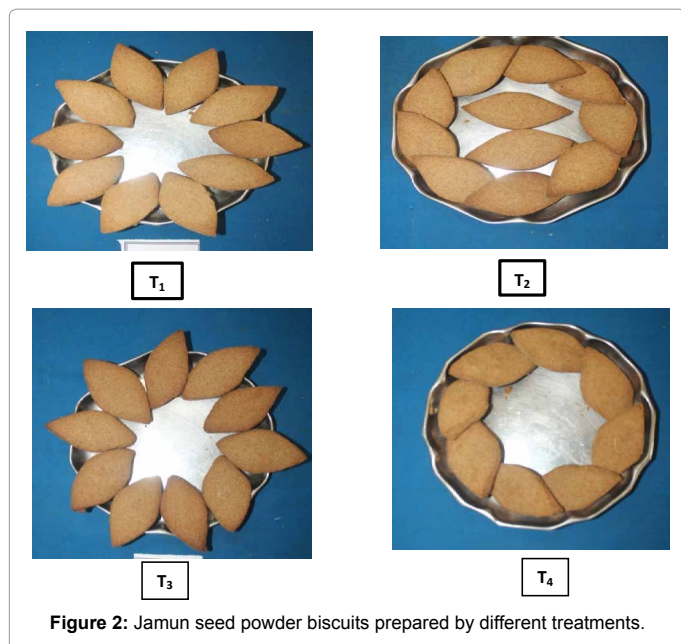 T₁
T₂
T₃
T₄
Figure 2: Jamun seed powder biscuits prepared by different treatments.